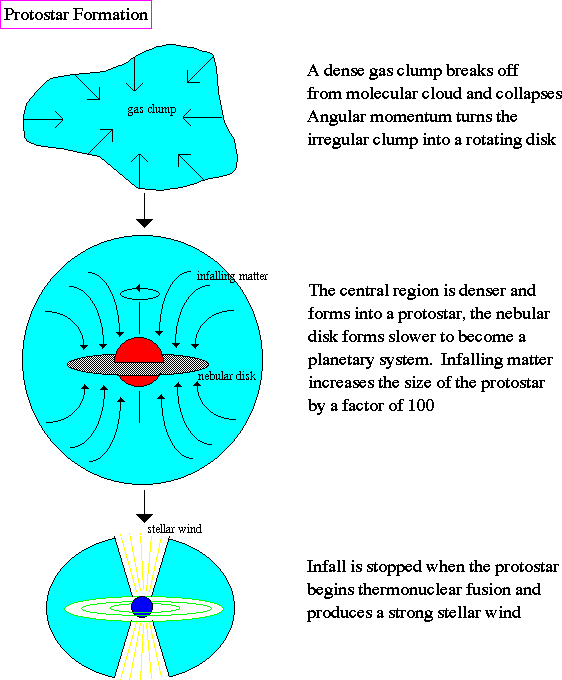 Protostar Formation
gas clump
A dense gas clump breaks off
from molecular cloud and collapses
Angular momentum turns the
irregular clump into a rotating disk
infalling matter
nebular disk
The central region is denser and
forms into a protostar, the nebular
disk forms slower to become a
planetary system.  Infalling matter
increases the size of the protostar
by a factor of 100
stellar wind
Infall is stopped when the protostar
begins thermonuclear fusion and
produces a strong stellar wind